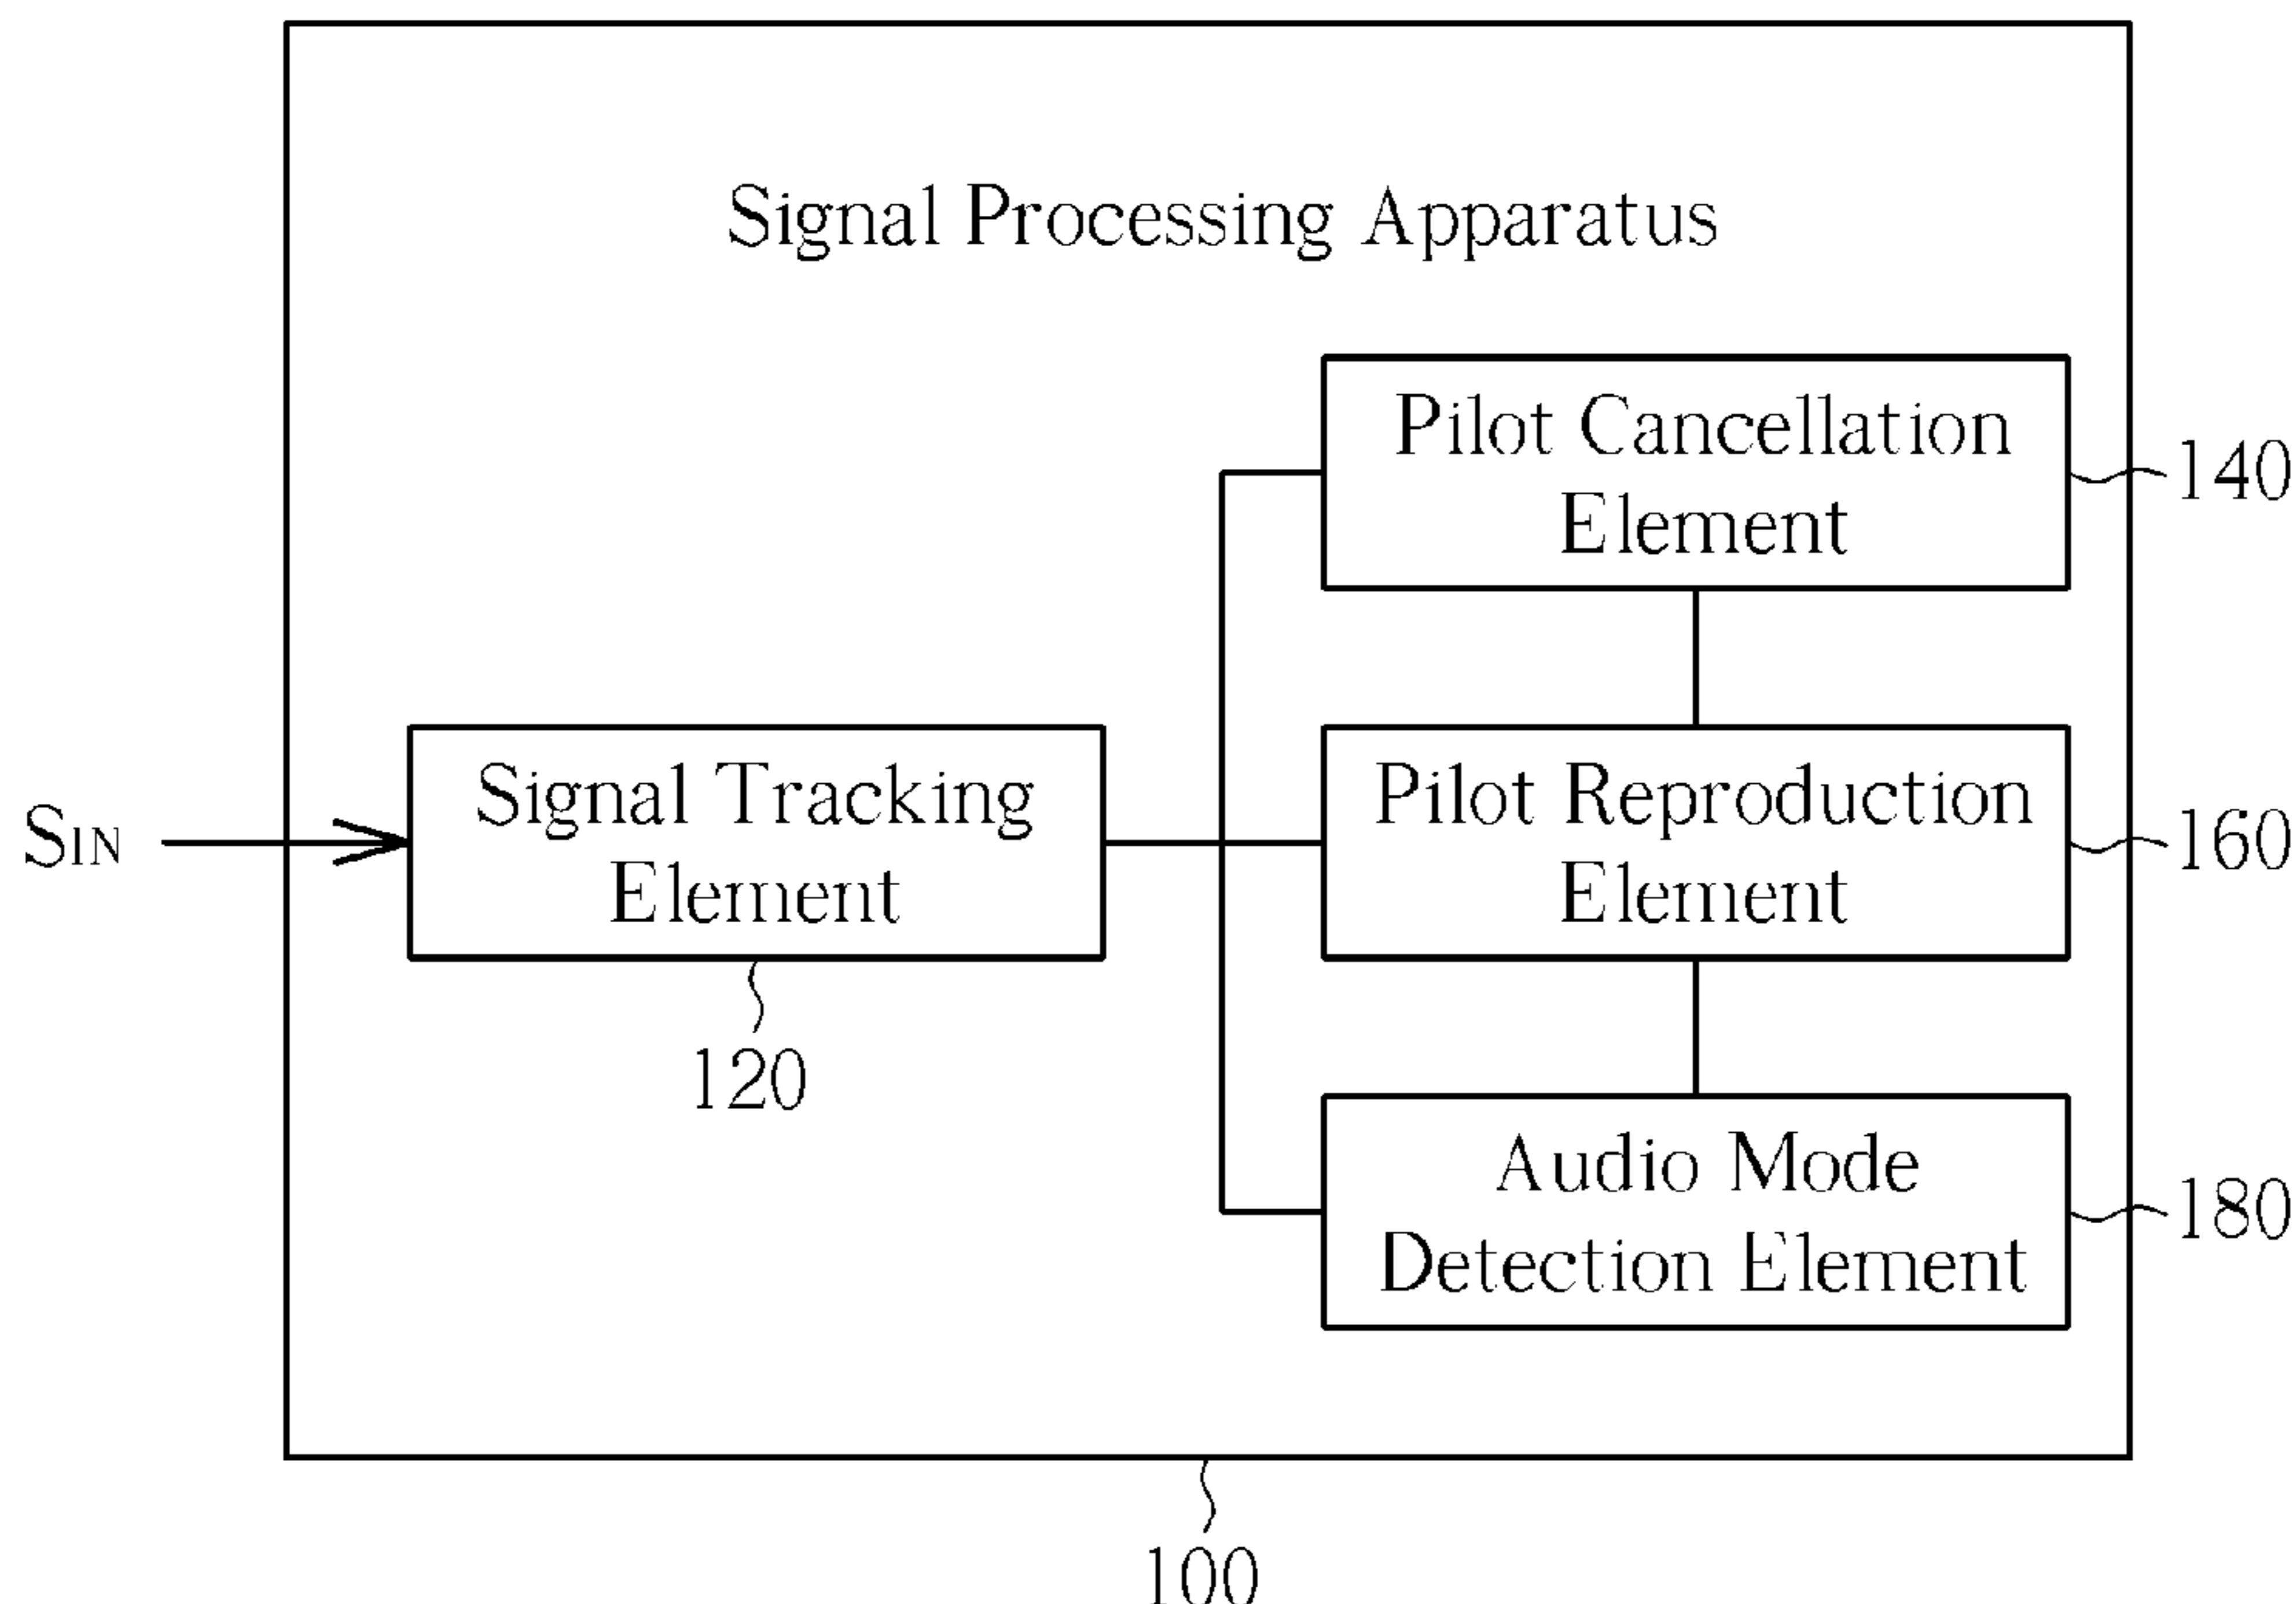 Signal Processing Apparatus
Pilot Cancellation
Element
140
Signal Tracking
Element
120
SIN
Pilot Reproduction
Element
160
Audio Mode
Detection Element
180
100